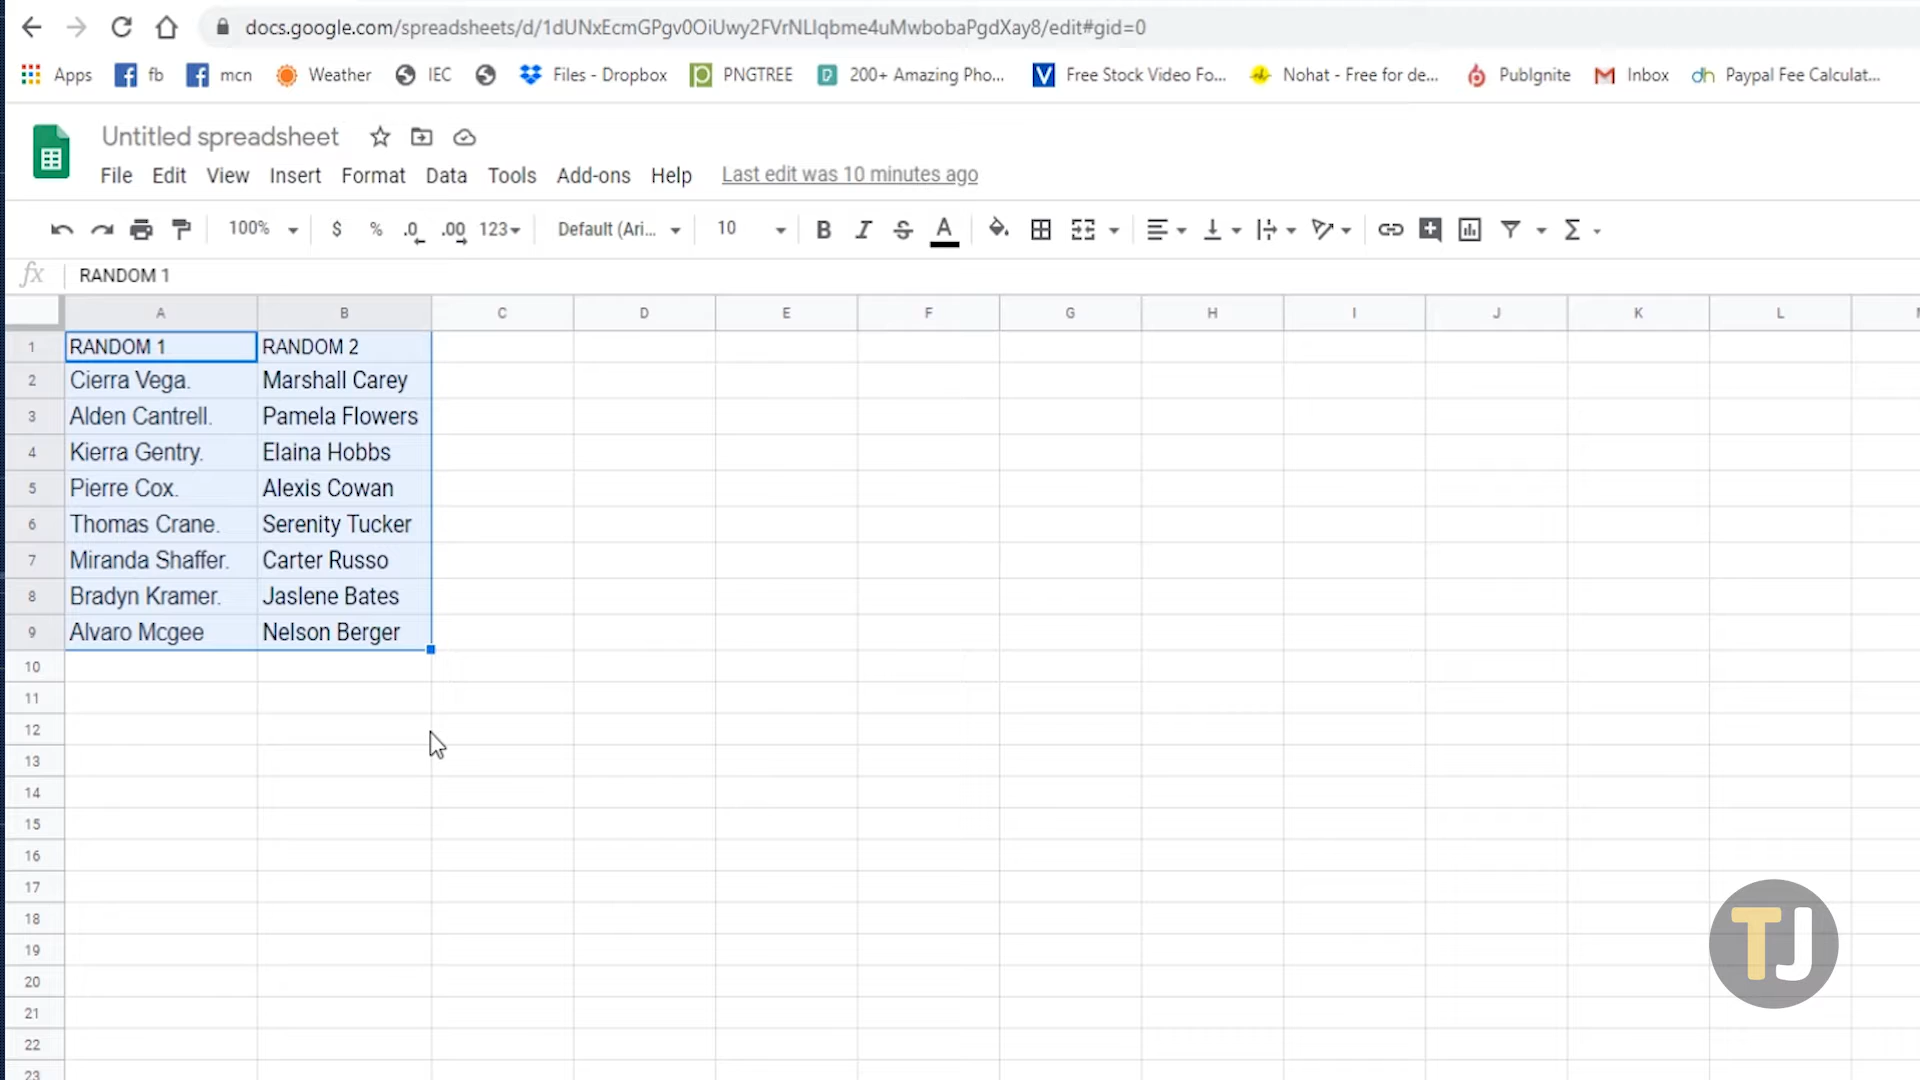 docs.google.com/spreadsheets/d/1dUNxEcmGPgv0OiUwy2FVrNLIqbme4uMwbobaPgdXay8/edit#gid=0
Apps fb mcn Weather IEC Files - Dropbox PNGTREE 200+ Amazing Pho... Free Stock Video Fo... Nohat - Free for de... PubIgnite Inbox Paypal Fee Calculat...
Untitled spreadsheet
File Edit View Insert Format Data Tools Add-ons Help Last edit was 10 minutes ago
100% $ % .0 .00 123 Default (Ari... 10 B I S A Σ
fx RANDOM 1
A B C D E F G H I J K L
1 RANDOM 1 RANDOM 2
2 Cierra Vega. Marshall Carey
3 Alden Cantrell. Pamela Flowers
4 Kierra Gentry. Elaina Hobbs
5 Pierre Cox. Alexis Cowan
6 Thomas Crane. Serenity Tucker
7 Miranda Shaffer. Carter Russo
8 Bradyn Kramer. Jaslene Bates
9 Alvaro Mcgee Nelson Berger
10
11
12
13
14
15
16
17
18
19
20
21
22
23
TJ